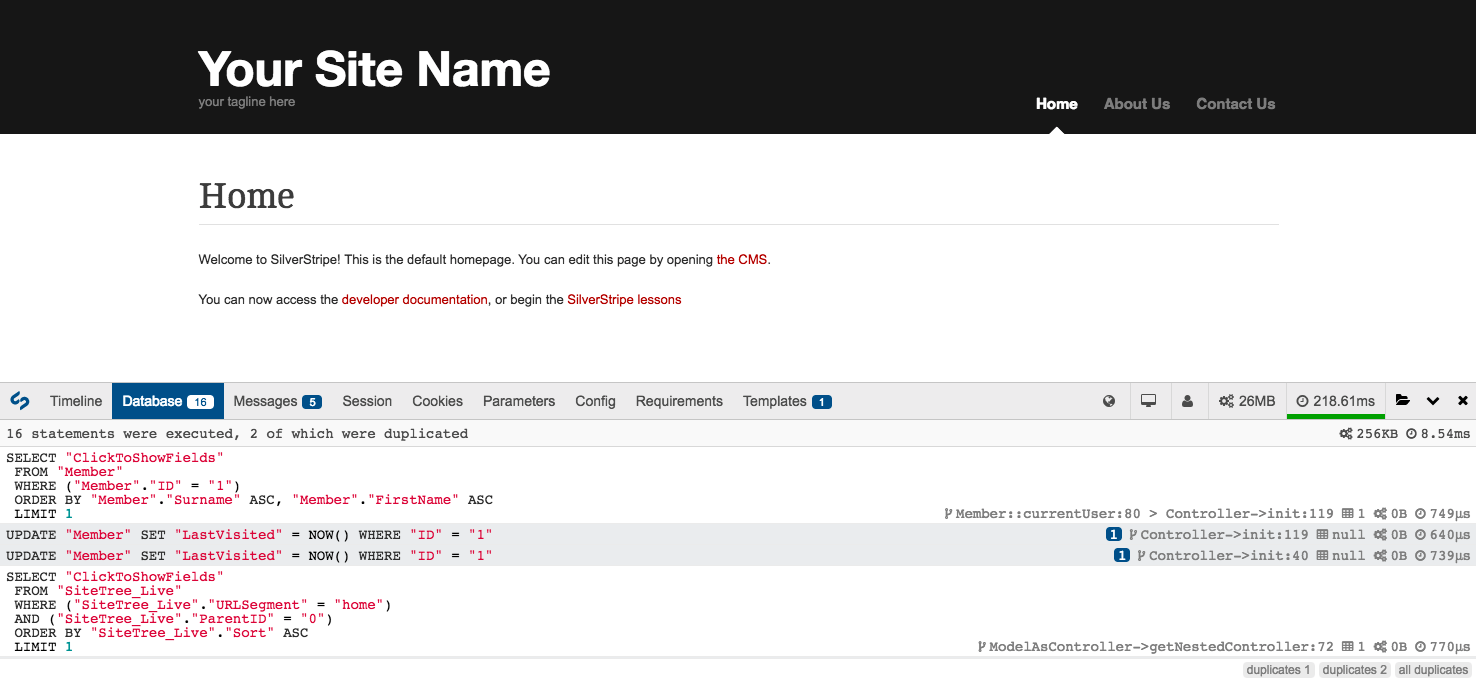 Your Site Name
your tagline here
Home About Us Contact Us
Home
Welcome to SilverStripe! This is the default homepage. You can edit this page by opening the CMS.
You can now access the developer documentation, or begin the SilverStripe lessons
Timeline Database 16 Messages 5 Session Cookies Parameters Config Requirements Templates 1 26MB 218.61ms
16 statements were executed, 2 of which were duplicated 256KB 8.54ms
SELECT "ClickToShowFields"
FROM "Member"
WHERE ("Member"."ID" = "1")
ORDER BY "Member"."Surname" ASC, "Member"."FirstName" ASC
LIMIT 1 Member::currentUser:80 > Controller->init:119 1 0B 749µs
UPDATE "Member" SET "LastVisited" = NOW() WHERE "ID" = "1" 1 Controller->init:119 null 0B 640µs
UPDATE "Member" SET "LastVisited" = NOW() WHERE "ID" = "1" 1 Controller->init:40 null 0B 739µs
SELECT "ClickToShowFields"
FROM "SiteTree_Live"
WHERE ("SiteTree_Live"."URLSegment" = "home")
AND ("SiteTree_Live"."ParentID" = "0")
ORDER BY "SiteTree_Live"."Sort" ASC
LIMIT 1 ModelAsController->getNestedController:72 1 0B 770µs
duplicates 1 duplicates 2 all duplicates